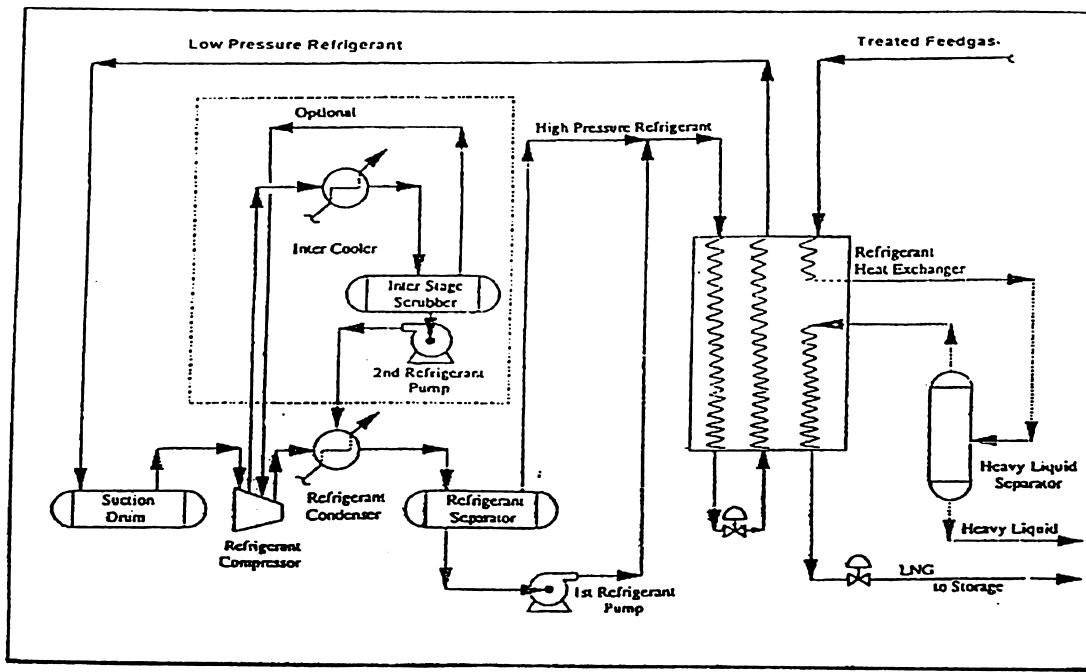 Low Pressure Refrigerant
Treated Feedgas
Optional
High Pressure Refrigerant
Inter Cooler
Refrigerant
Heat Exchanger
Inter Stage
Scrubber
2nd Refrigerant
Pump
Suction
Drum
Refrigerant
Compressor
Refrigerant
Condenser
Refrigerant
Separator
Heavy Liquid
Separator
Heavy Liquid
1st Refrigerant
Pump
LNG
to Storage